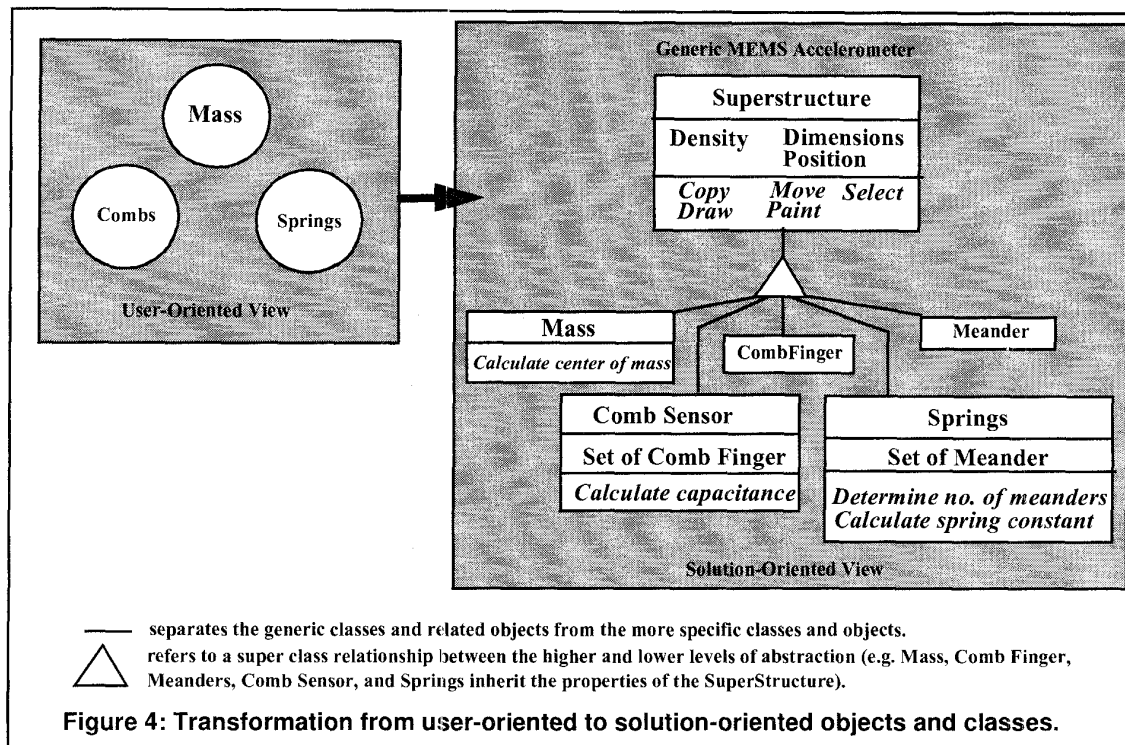 Mass
Combs
Springs
User-Oriented View
Generic MEMS Accelerometer
Superstructure
Density Dimensions
Position
Copy Move Select
Draw Paint
Mass
Calculate center of mass
CombFinger
Meander
Comb Sensor
Set of Comb Finger
Calculate capacitance
Springs
Set of Meander
Determine no. of meanders
Calculate spring constant
Solution-Oriented View
separates the generic classes and related objects from the more specific classes and objects.
refers to a super class relationship between the higher and lower levels of abstraction (e.g. Mass, Comb Finger,
Meanders, Comb Sensor, and Springs inherit the properties of the SuperStructure).
Figure 4: Transformation from user-oriented to solution-oriented objects and classes.